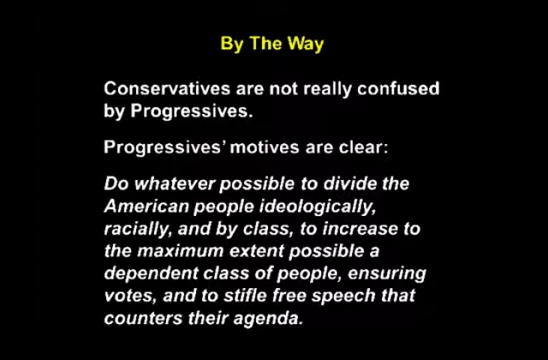 By The Way
Conservatives are not really confused
by Progressives.
Progressives' motives are clear:
Do whatever possible to divide the
American people ideologically,
racially, and by class, to increase to
the maximum extent possible a
dependent class of people, ensuring
votes, and to stifle free speech that
counters their agenda.